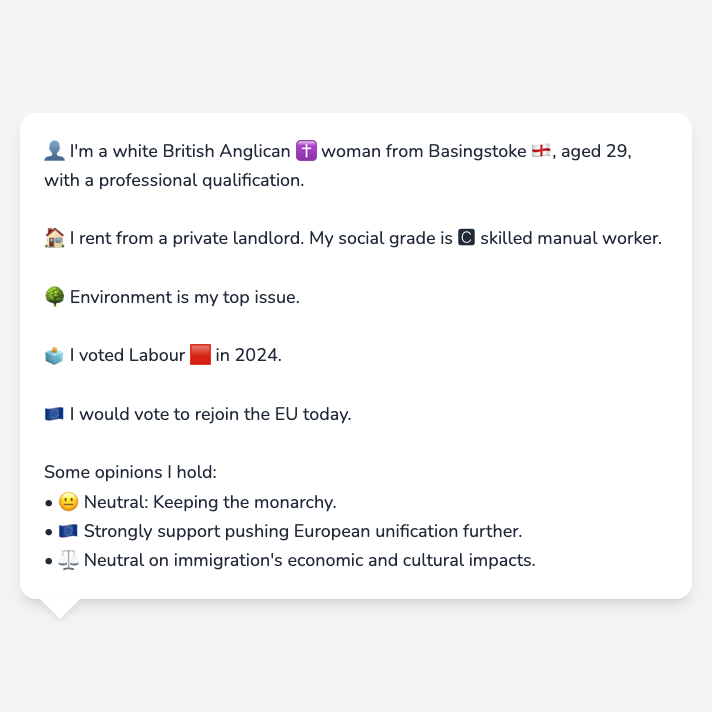 👤 I'm a white British Anglican ✝️ woman from Basingstoke 🏴󠁧󠁢󠁥󠁮󠁧󠁿, aged 29,
with a professional qualification.
🏠 I rent from a private landlord. My social grade is 🅲 skilled manual worker.
🌳 Environment is my top issue.
🗳️ I voted Labour 🟥 in 2024.
🇪🇺 I would vote to rejoin the EU today.
Some opinions I hold:
• 😐 Neutral: Keeping the monarchy.
• 🇪🇺 Strongly support pushing European unification further.
• ⚖️ Neutral on immigration's economic and cultural impacts.